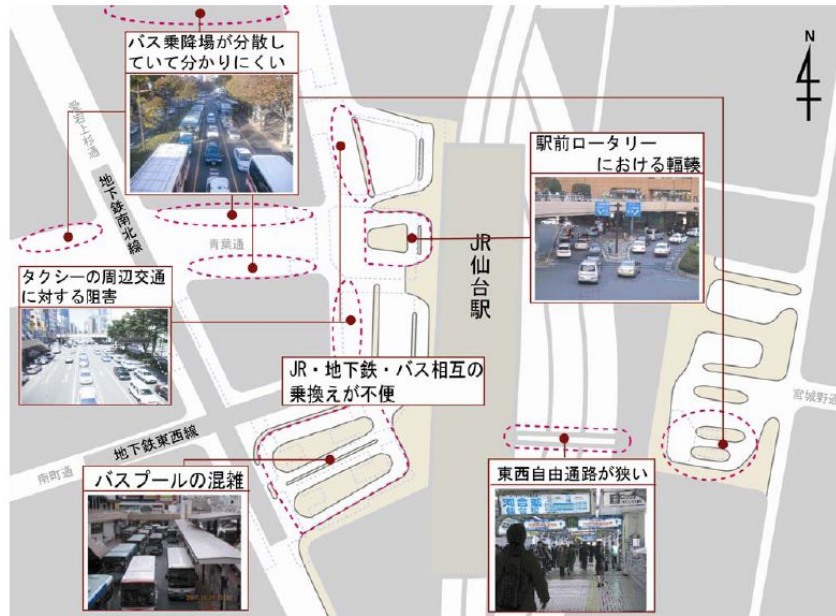 バス乗降場が分散し
ていて分かりにくい
N
愛宕上杉通
地下鉄南北線
駅前ロータリー
における輻輳
JR仙台駅
青葉通
タクシーの周辺交通
に対する阻害
JR・地下鉄・バス相互の
乗換えが不便
宮城野通
地下鉄東西線
南町通
バスプールの混雑
東西自由通路が狭い